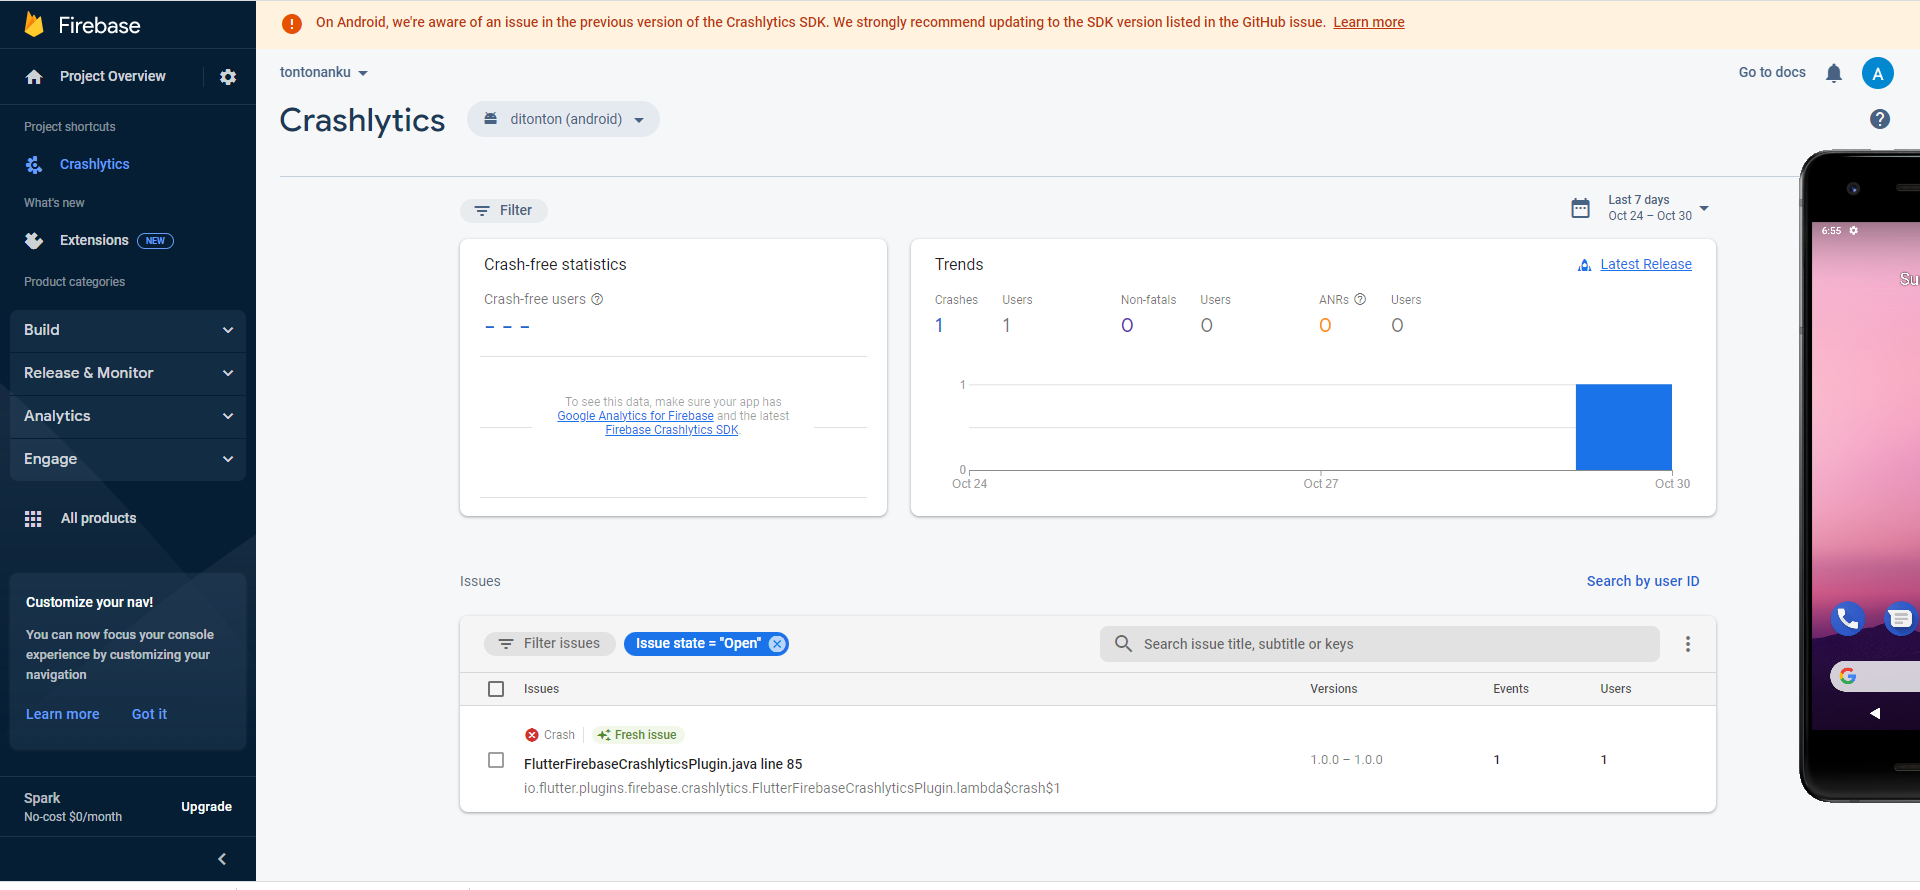 Firebase
Project Overview
Project shortcuts
Crashlytics
What's new
Extensions NEW
Product categories
Build
Release & Monitor
Analytics
Engage
All products
Customize your nav!
You can now focus your console
experience by customizing your
navigation
Learn more Got it
Spark
No-cost $0/month
Upgrade
On Android, we're aware of an issue in the previous version of the Crashlytics SDK. We strongly recommend updating to the SDK version listed in the GitHub issue. Learn more
tontonanku
Go to docs
A
Crashlytics
ditonton (android)
Filter
Last 7 days
Oct 24 – Oct 30
Crash-free statistics
Crash-free users
To see this data, make sure your app has
Google Analytics for Firebase and the latest
Firebase Crashlytics SDK.
Trends
Latest Release
Crashes Users Non-fatals Users ANRs Users
1 1 0 0 0 0
1
0
Oct 24 Oct 27 Oct 30
Issues
Search by user ID
Filter issues
Issue state = "Open"
Search issue title, subtitle or keys
Issues Versions Events Users
Crash Fresh issue
FlutterFirebaseCrashlyticsPlugin.java line 85
io.flutter.plugins.firebase.crashlytics.FlutterFirebaseCrashlyticsPlugin.lambda$crash$1
1.0.0 – 1.0.0 1 1
6:55
Su